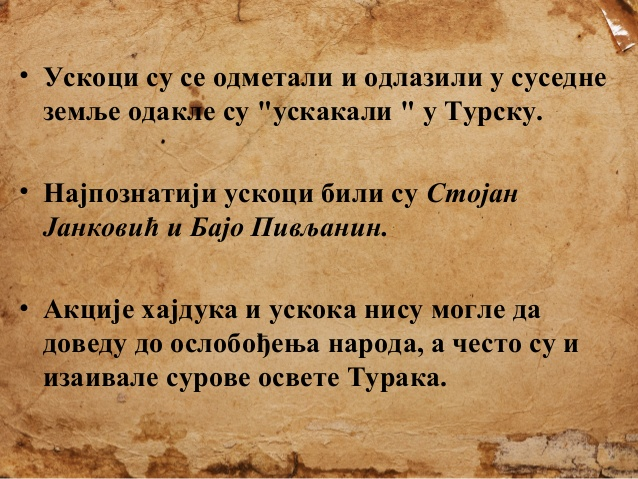 • Ускоци су се одметали и одлазили у суседне
земље одакле су "ускакали " у Турску.
• Најпознатији ускоци били су Стојан
Јанковић и Бајо Пивљанин.
• Акције хајдука и ускока нису могле да
доведу до ослобођења народа, а често су и
изаивале сурове освете Турака.